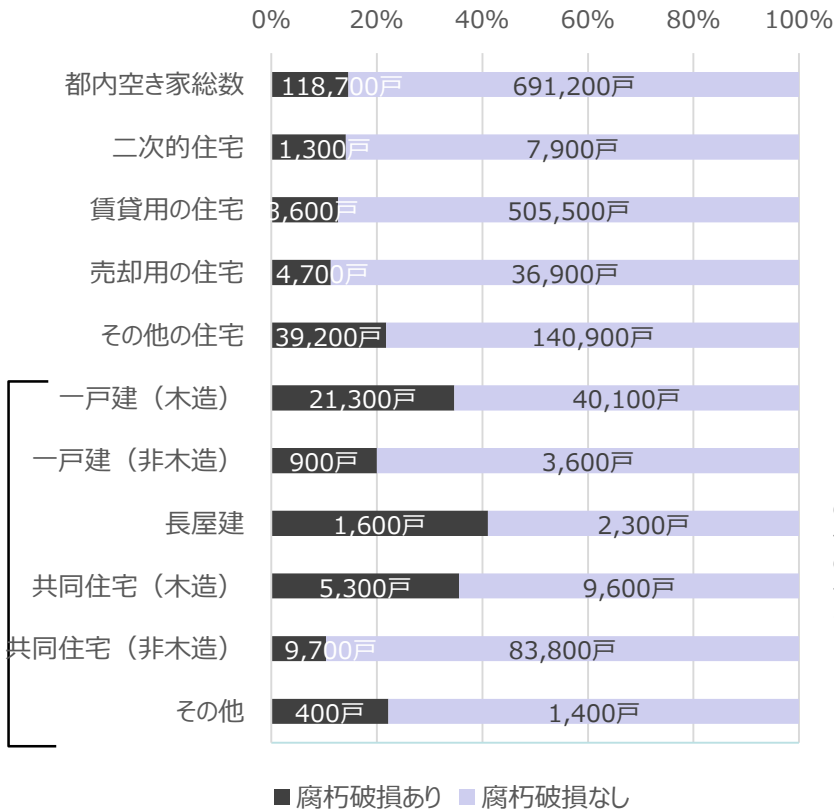 0% 20% 40% 60% 80% 100%
都内空き家総数 118,700戸 691,200戸
二次的住宅 1,300戸 7,900戸
賃貸用の住宅 3,600戸 505,500戸
売却用の住宅 4,700戸 36,900戸
その他の住宅 39,200戸 140,900戸
一戸建（木造） 21,300戸 40,100戸
一戸建（非木造） 900戸 3,600戸
長屋建 1,600戸 2,300戸
共同住宅（木造） 5,300戸 9,600戸
共同住宅（非木造） 9,700戸 83,800戸
その他 400戸 1,400戸
腐朽破損あり 腐朽破損なし